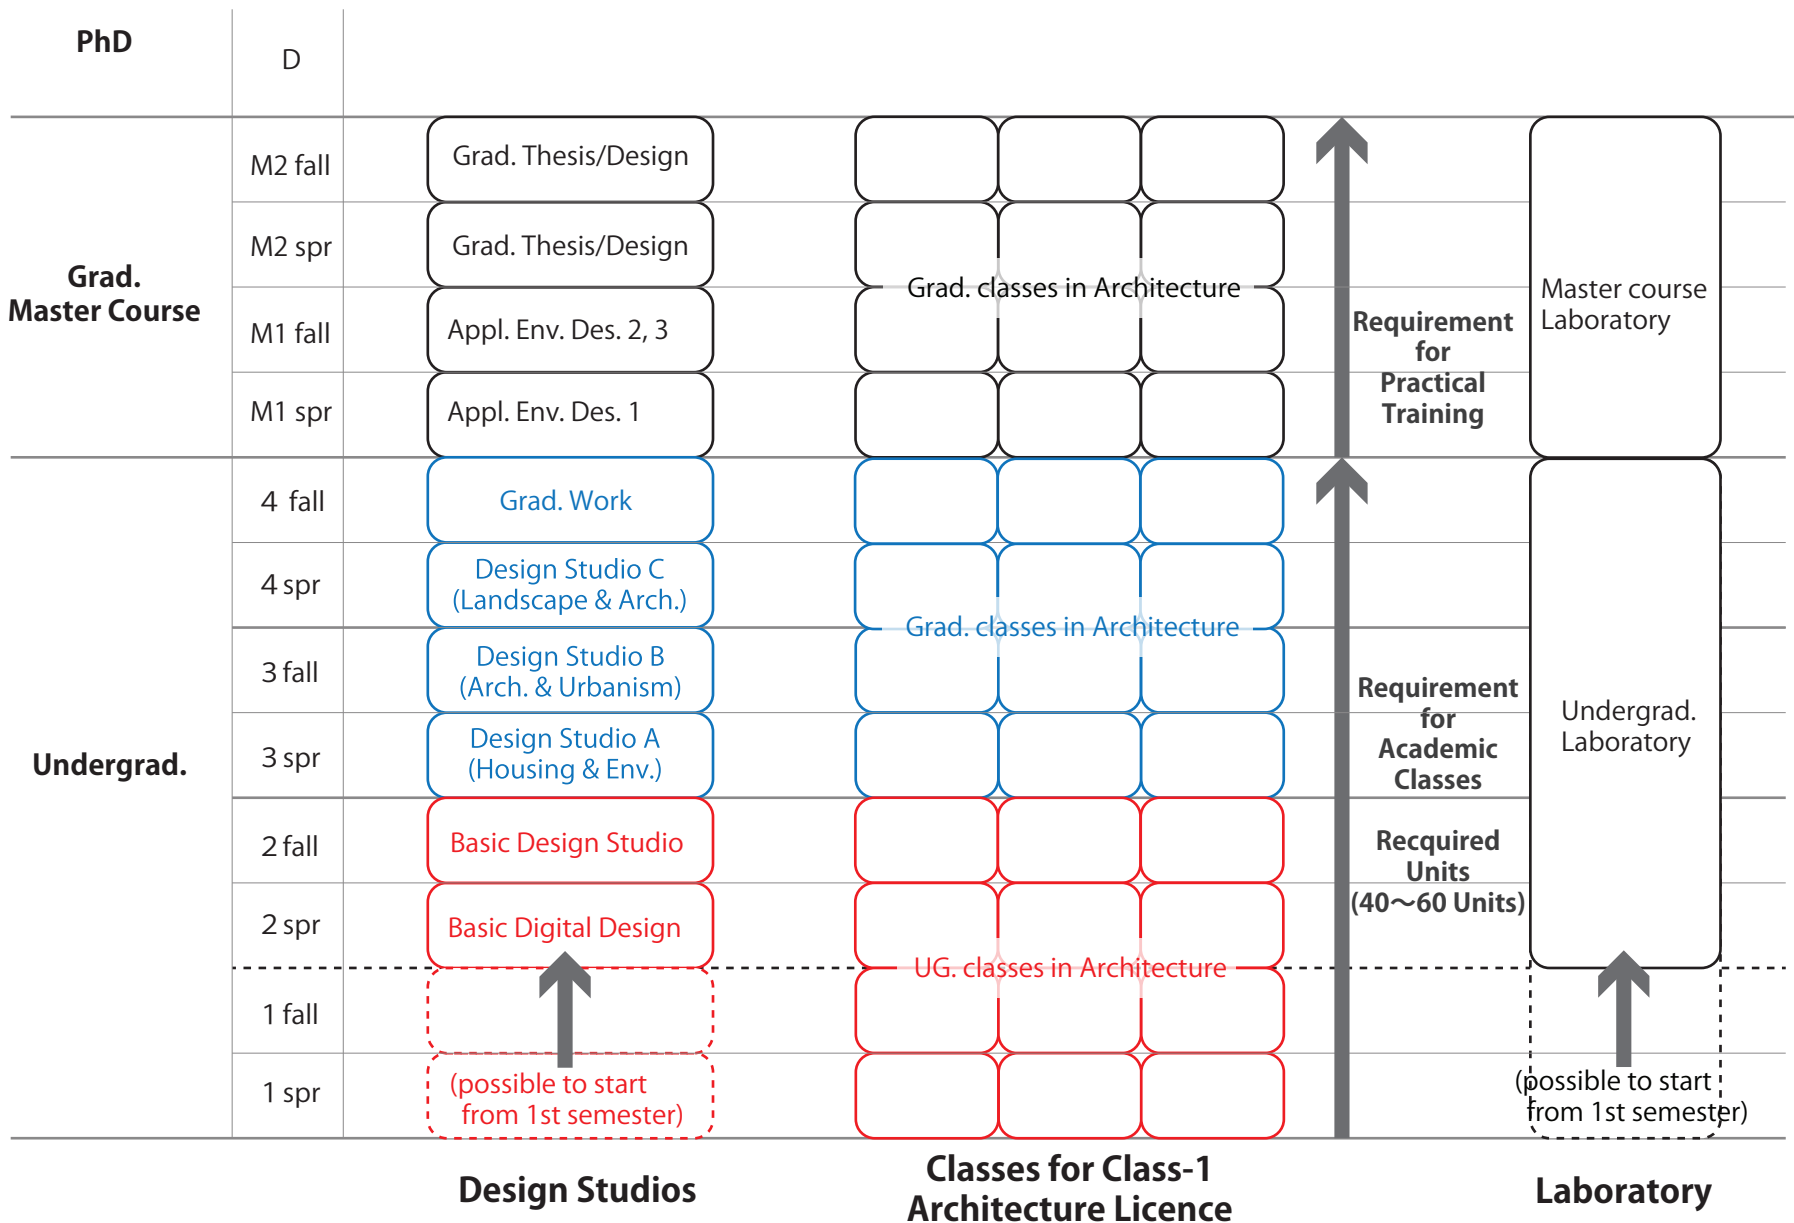 PhD
D
M2 fall
Grad. Thesis/Design
M2 spr
Grad. Thesis/Design
Grad.
Master Course
Grad. classes in Architecture
Master course
Laboratory
M1 fall
Appl. Env. Des. 2, 3
Requirement
for
Practical
Training
M1 spr
Appl. Env. Des. 1
4 fall
Grad. Work
4 spr
Design Studio C
(Landscape & Arch.)
Grad. classes in Architecture
3 fall
Design Studio B
(Arch. & Urbanism)
Requirement
for
Academic
Classes
Undergrad.
Laboratory
Undergrad.
3 spr
Design Studio A
(Housing & Env.)
2 fall
Basic Design Studio
Recquired
Units
(40〜60 Units)
2 spr
Basic Digital Design
UG. classes in Architecture
1 fall
1 spr
(possible to start
from 1st semester)
(possible to start
from 1st semester)
Design Studios
Classes for Class-1
Architecture Licence
Laboratory